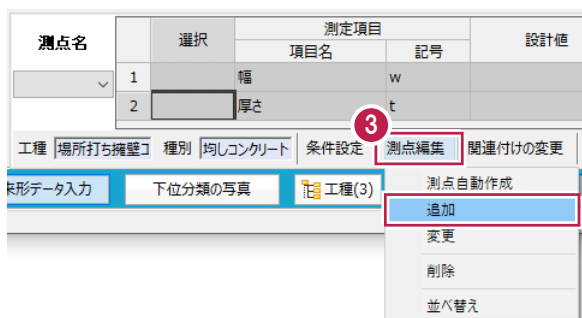 測点名 選択 測定項目 設計値
項目名 記号
1 幅 w
2 厚さ t
3
工種 場所打ち擁壁工 種別 均しコンクリート 条件設定 測点編集 関連付けの変更
来形データ入力 下位分類の写真 工種(3)
測点自動作成
追加
変更
削除
並べ替え